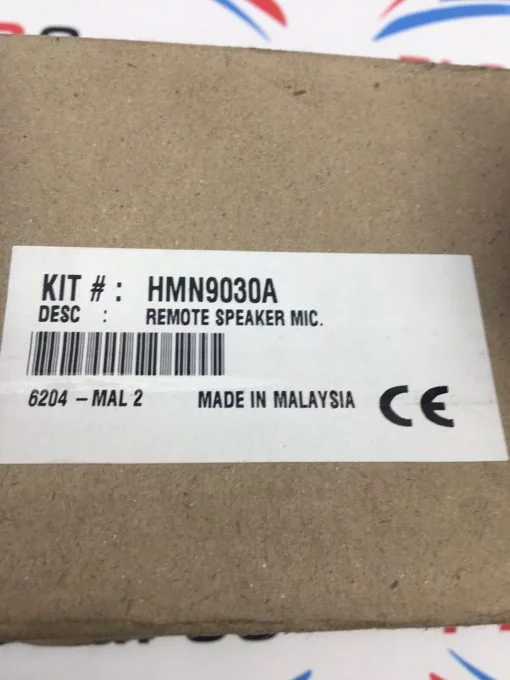 KIT # : HMN9030A
DESC : REMOTE SPEAKER MIC.
6204 - MAL 2 MADE IN MALAYSIA CE